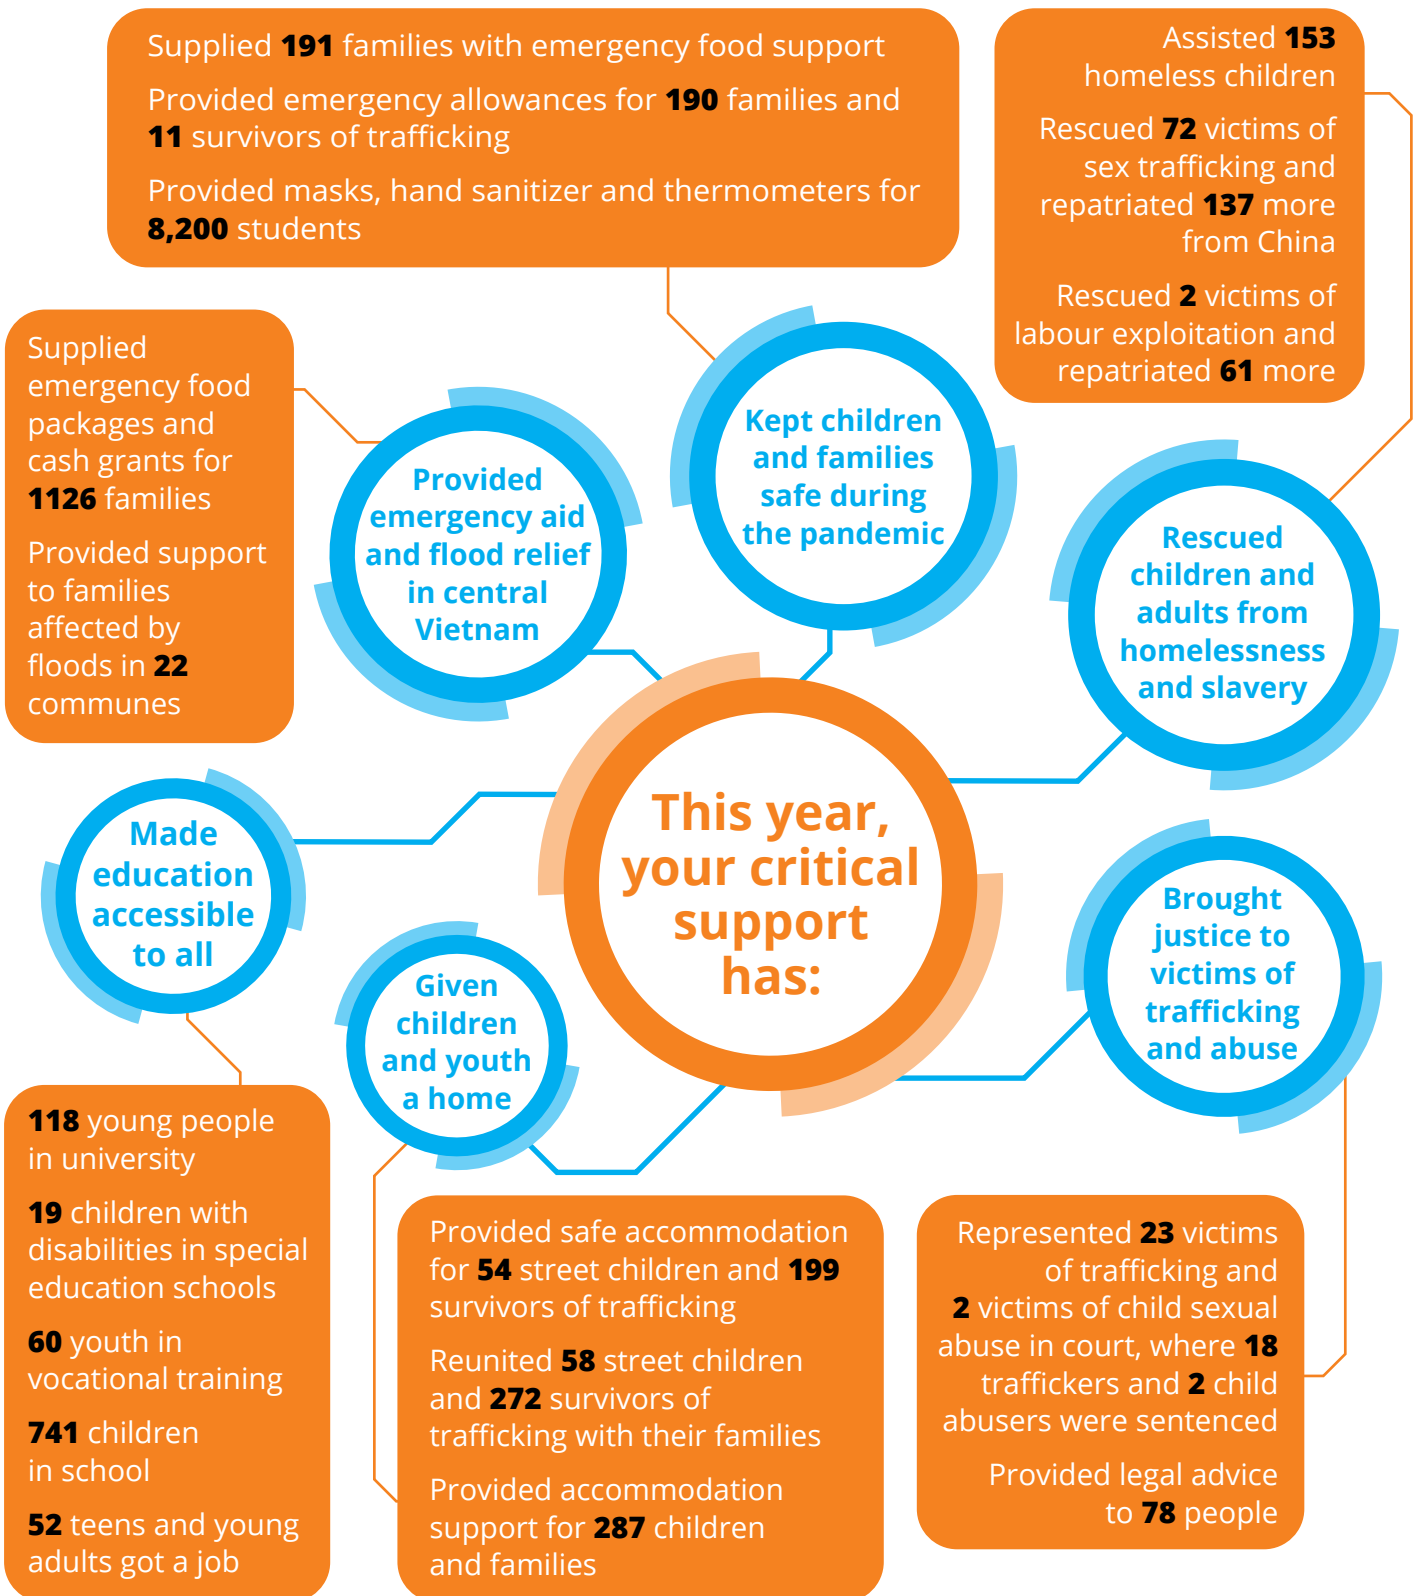 Supplied 191 families with emergency food support
Provided emergency allowances for 190 families and
11 survivors of trafficking
Provided masks, hand sanitizer and thermometers for
8,200 students
Assisted 153
homeless children
Rescued 72 victims of
sex trafficking and
repatriated 137 more
from China
Rescued 2 victims of
labour exploitation and
repatriated 61 more
Supplied
emergency food
packages and
cash grants for
1126 families
Provided support
to families
affected by
floods in 22
communes
Provided
emergency aid
and flood relief
in central
Vietnam
Kept children
and families
safe during
the pandemic
Rescued
children and
adults from
homelessness
and slavery
This year,
your critical
support
has:
Made
education
accessible
to all
Given
children
and youth
a home
Brought
justice to
victims of
trafficking
and abuse
118 young people
in university
19 children with
disabilities in special
education schools
60 youth in
vocational training
741 children
in school
52 teens and young
adults got a job
Provided safe accommodation
for 54 street children and 199
survivors of trafficking
Reunited 58 street children
and 272 survivors of
trafficking with their families
Provided accommodation
support for 287 children
and families
Represented 23 victims
of trafficking and
2 victims of child sexual
abuse in court, where 18
traffickers and 2 child
abusers were sentenced
Provided legal advice
to 78 people